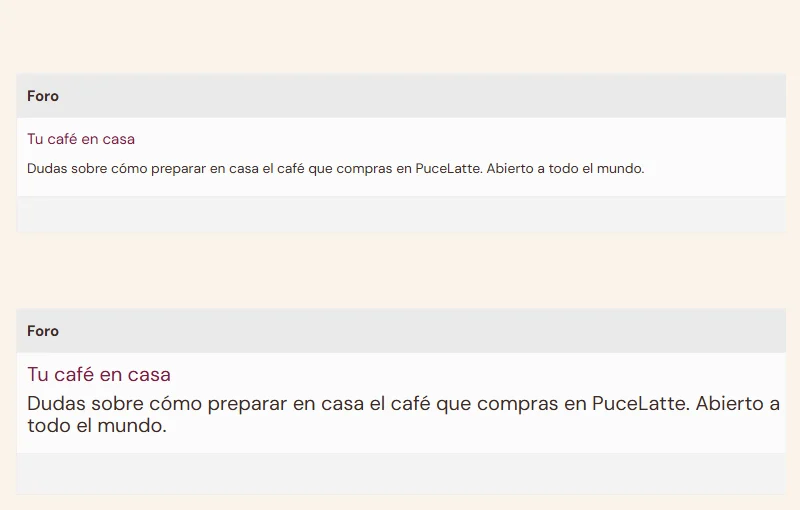 Foro
Tu café en casa
Dudas sobre cómo preparar en casa el café que compras en PuceLatte. Abierto a todo el mundo.
Foro
Tu café en casa
Dudas sobre cómo preparar en casa el café que compras en PuceLatte. Abierto a
todo el mundo.